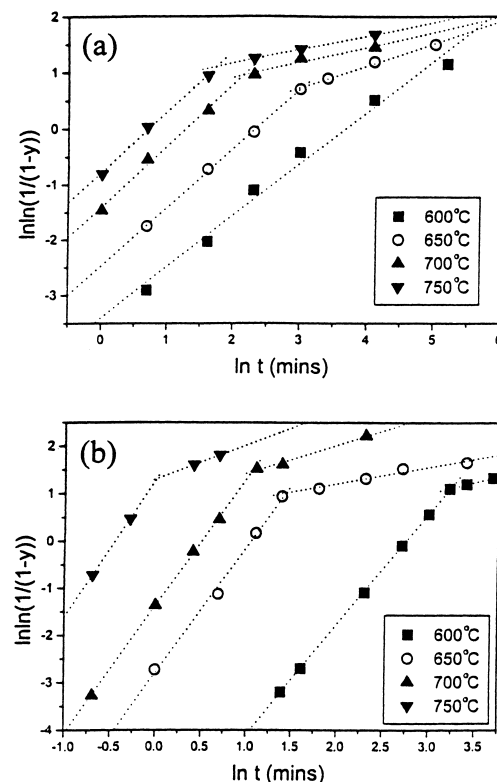 (a)
lnln(1/(1-y))
2
1
0
-1
-2
-3
600°C
650°C
700°C
750°C
0 1 2 3 4 5 6
ln t (mins)
(b)
lnln(1/(1-y))
2
1
0
-1
-2
-3
-4
600°C
650°C
700°C
750°C
-1.0 -0.5 0.0 0.5 1.0 1.5 2.0 2.5 3.0 3.5
ln t (mins)